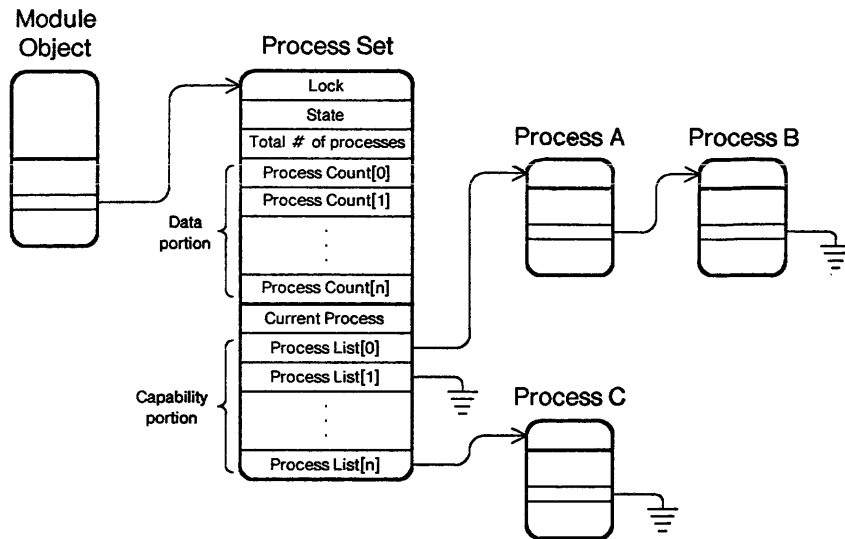 Module
Object
Process Set
Lock
State
Total # of processes
Process Count[0]
Process Count[1]
.
.
.
Process Count[n]
Data
portion
Current Process
Process List[0]
Process List[1]
.
.
.
Process List[n]
Capability
portion
Process A
Process B
Process C